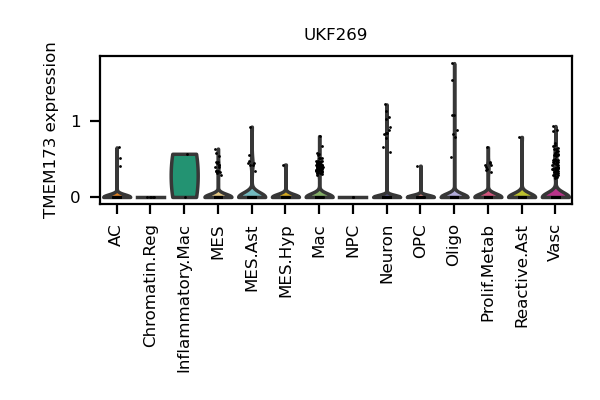 UKF269
TMEM173 expression
1
0
AC
Chromatin.Reg
Inflammatory.Mac
MES
MES.Ast
MES.Hyp
Mac
NPC
Neuron
OPC
Oligo
Prolif.Metab
Reactive.Ast
Vasc